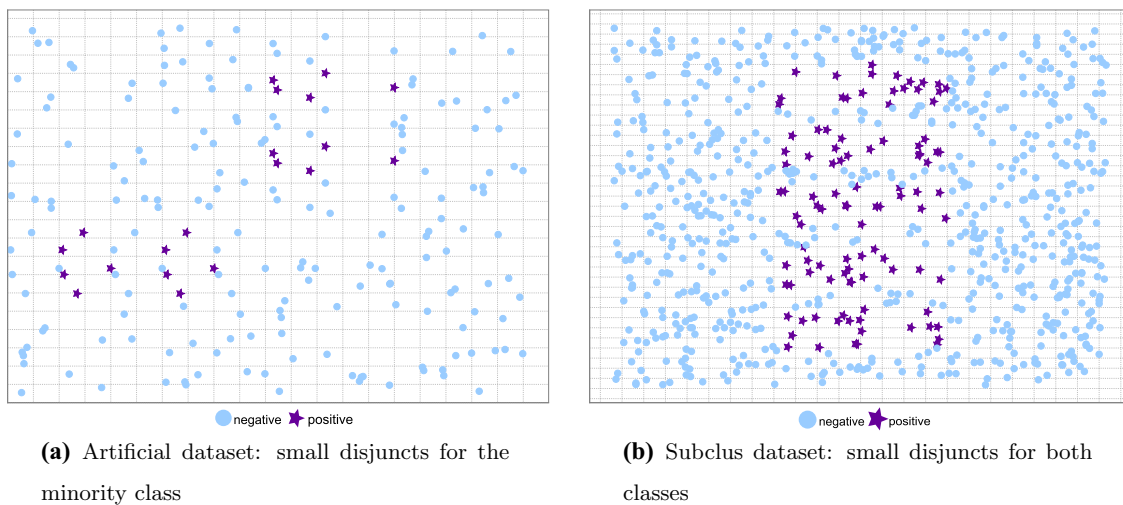 negative positive
negative positive
(a) Artificial dataset: small disjuncts for the
minority class
(b) Subclus dataset: small disjuncts for both
classes